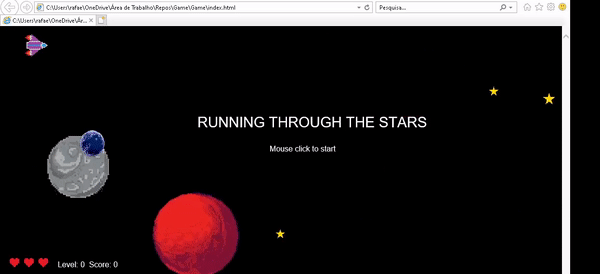 C:\Users\rafae\OneDrive\Área de Trabalho\Repos\Game\Game\index.html
Pesquisa...
C:\Users\rafae\OneDrive\Ár...
RUNNING THROUGH THE STARS
Mouse click to start
Level: 0 Score: 0